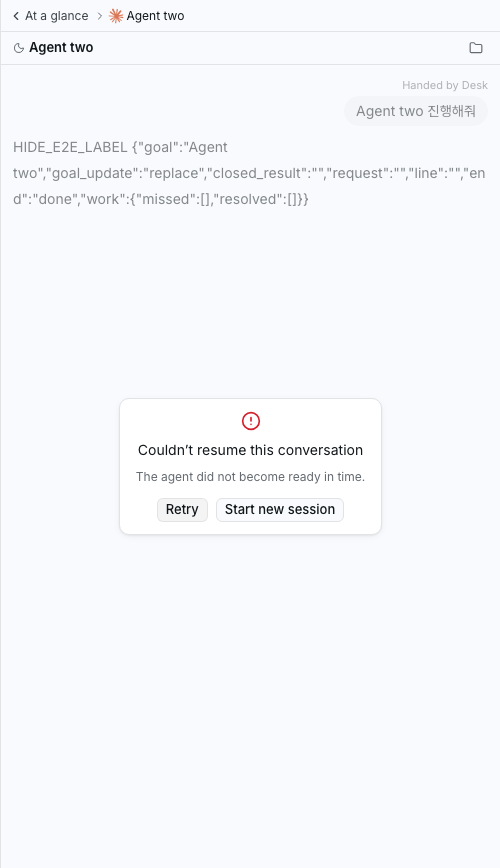 At a glance > Agent two
Agent two
Handed by Desk
Agent two 진행해줘
HIDE_E2E_LABEL {"goal":"Agent
two","goal_update":"replace","closed_result":"","request":"","line":"","en
d":"done","work":{"missed":[],"resolved":[]}}
Couldn't resume this conversation
The agent did not become ready in time.
Retry Start new session